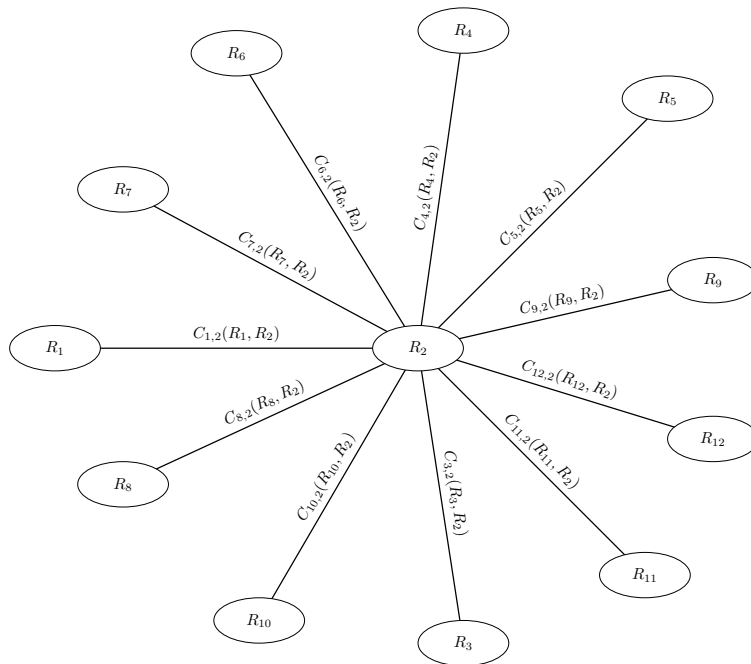 R₄
R₆
R₅
C₆,₂(R₆, R₂)
C₄,₂(R₄, R₂)
C₅,₂(R₅, R₂)
R₇
C₇,₂(R₇, R₂)
R₉
C₉,₂(R₉, R₂)
C₁,₂(R₁, R₂)
R₁
R₂
C₁₂,₂(R₁₂, R₂)
C₈,₂(R₈, R₂)
C₁₁,₂(R₁₁, R₂)
R₁₂
R₈
C₁₀,₂(R₁₀, R₂)
C₃,₂(R₃, R₂)
R₁₁
R₁₀
R₃